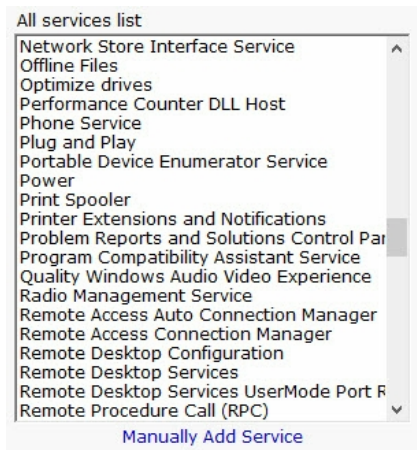 All services list
Network Store Interface Service
Offline Files
Optimize drives
Performance Counter DLL Host
Phone Service
Plug and Play
Portable Device Enumerator Service
Power
Print Spooler
Printer Extensions and Notifications
Problem Reports and Solutions Control Par
Program Compatibility Assistant Service
Quality Windows Audio Video Experience
Radio Management Service
Remote Access Auto Connection Manager
Remote Access Connection Manager
Remote Desktop Configuration
Remote Desktop Services
Remote Desktop Services UserMode Port R
Remote Procedure Call (RPC)
Manually Add Service